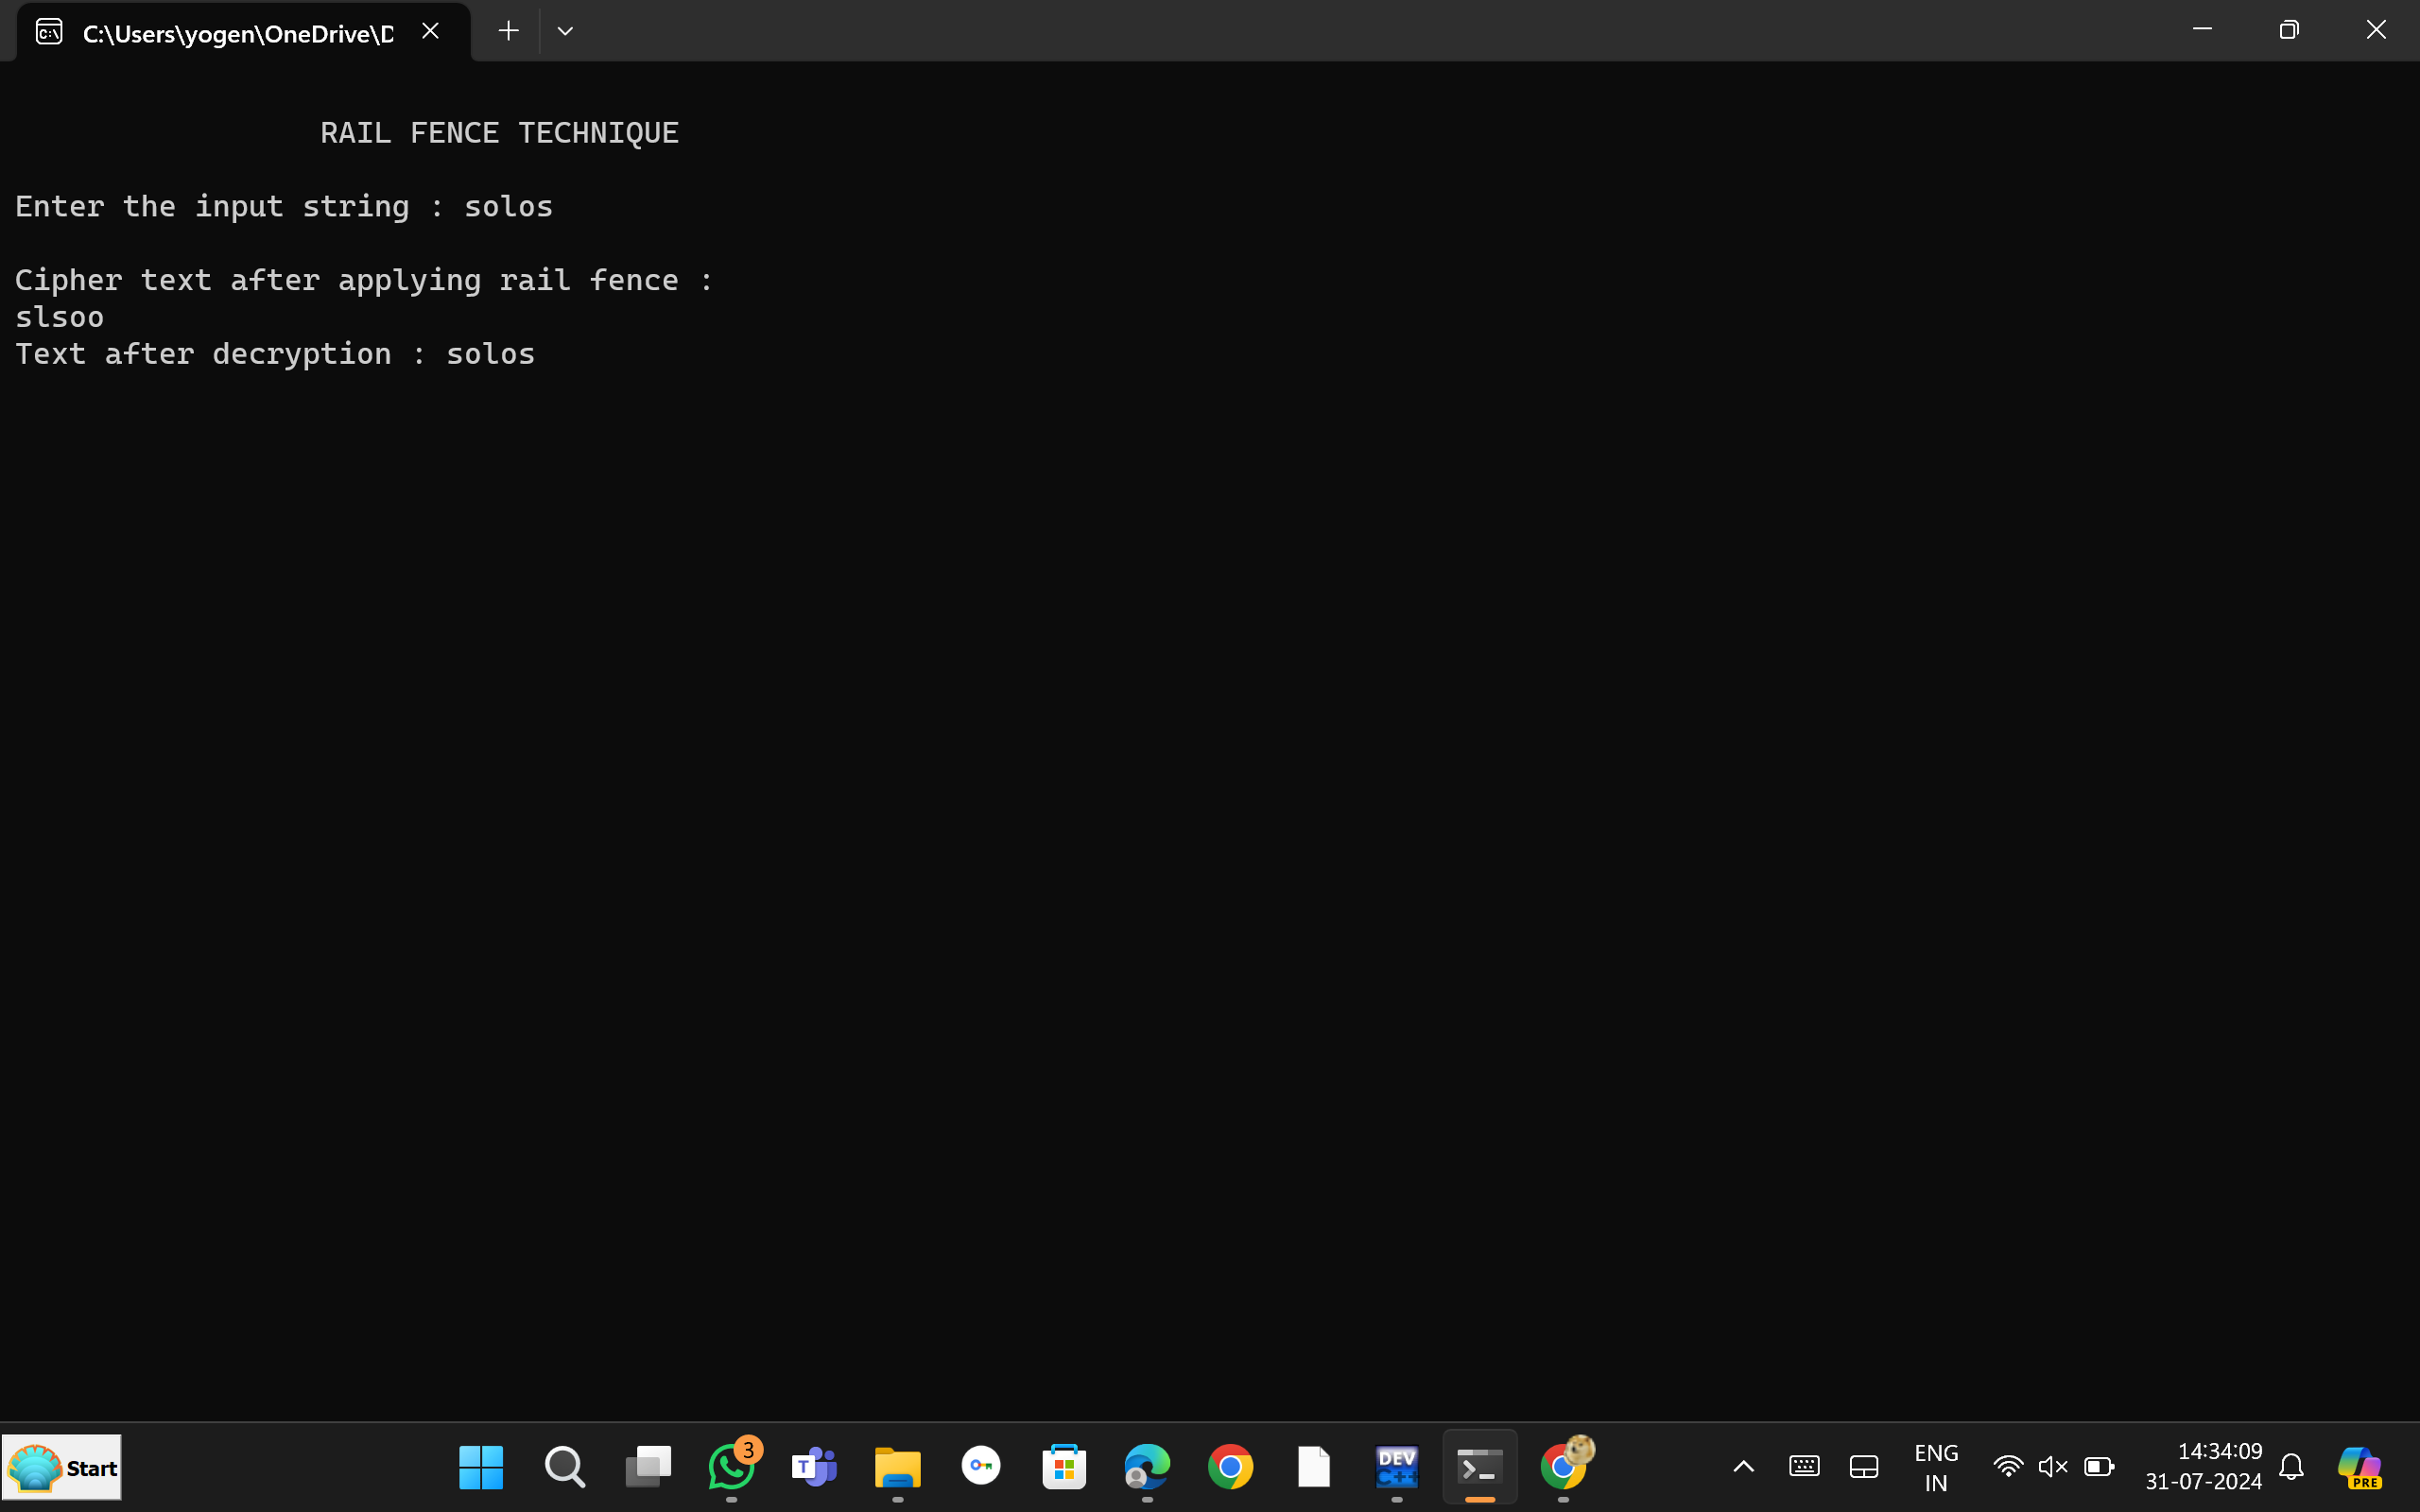 C:\Users\yogen\OneDrive\D
RAIL FENCE TECHNIQUE
Enter the input string : solos
Cipher text after applying rail fence :
slsoo
Text after decryption : solos
Start
3
T
DEV
C++
ENG
IN
14:34:09
31-07-2024
PRE